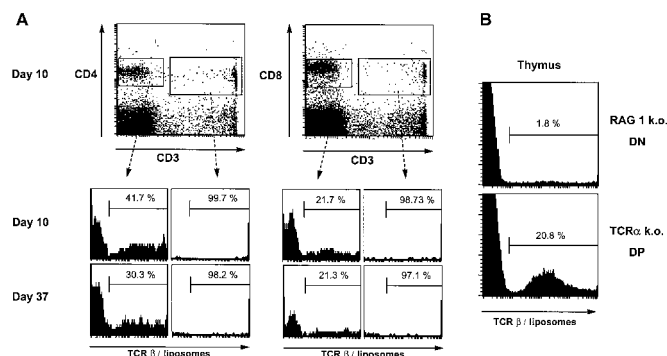 A
B
Day 10
CD4
CD8
CD3
CD3
Thymus
1.8 %
RAG 1 k.o.
DN
20.8 %
TCRα k.o.
DP
TCR β / liposomes
Day 10
41.7 %
99.7 %
21.7 %
98.73 %
Day 37
30.3 %
98.2 %
21.3 %
97.1 %
TCR β / liposomes
TCR β / liposomes